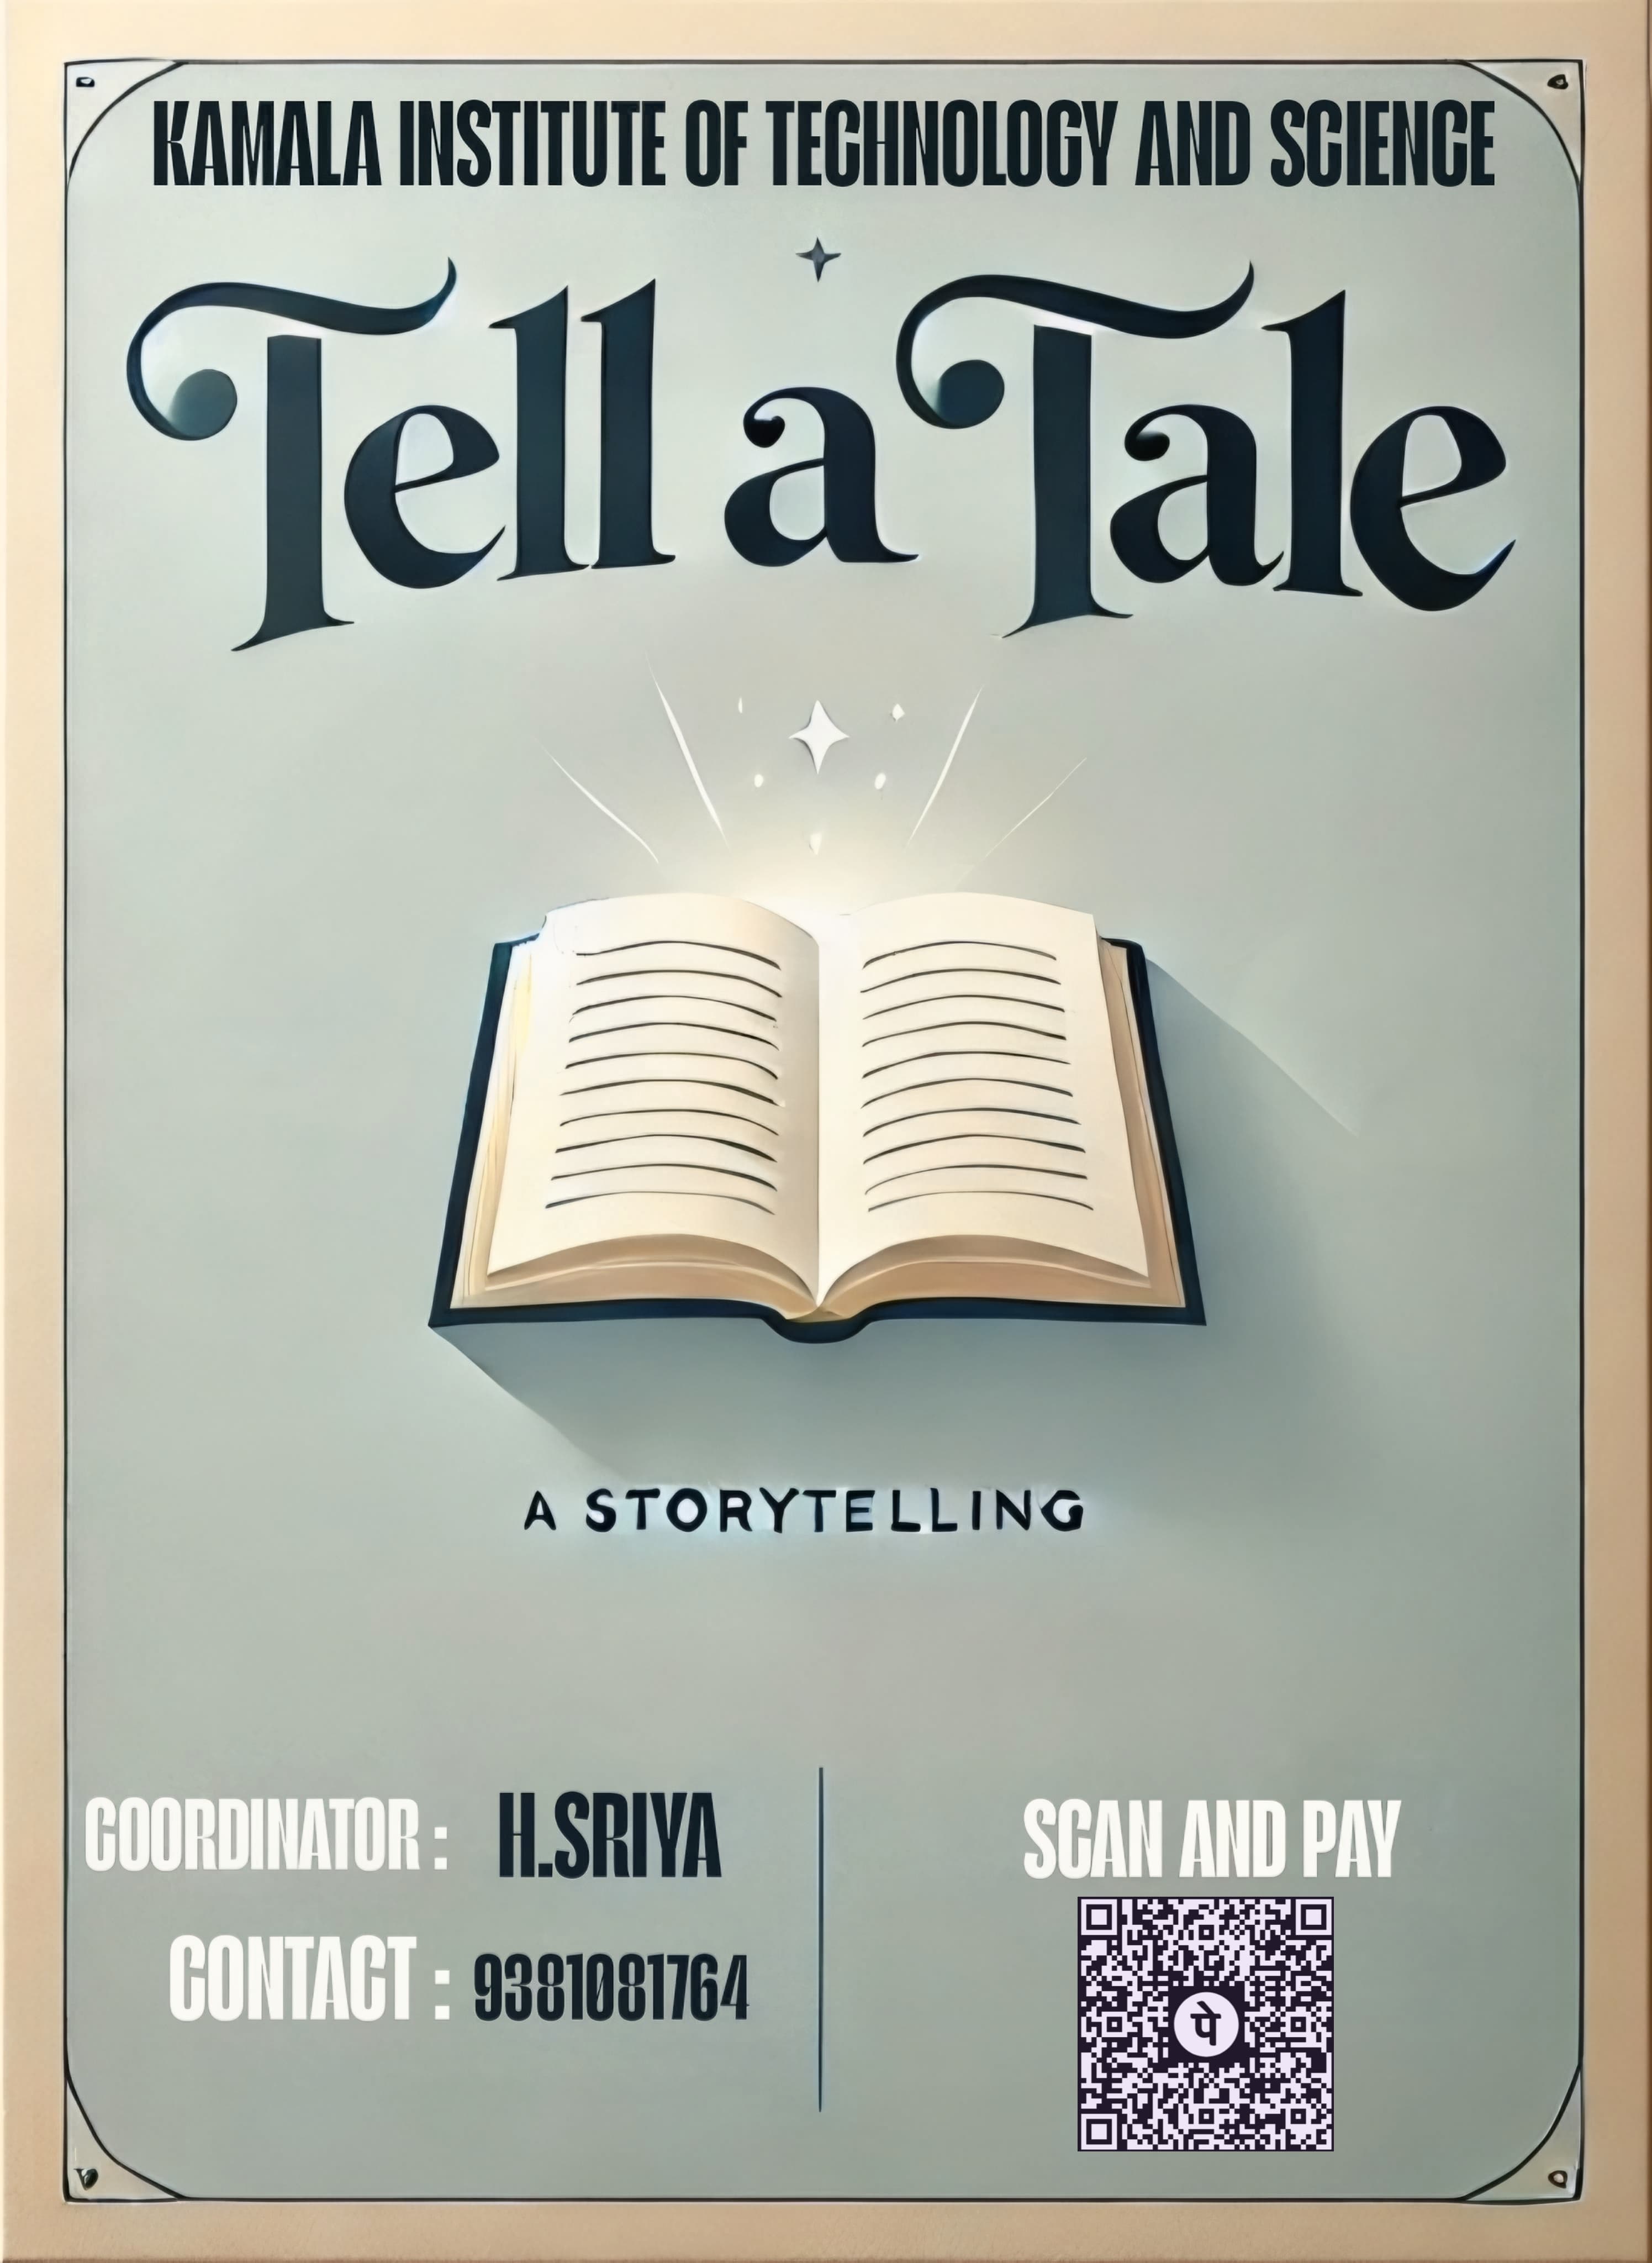 KAMALA INSTITUTE OF TECHNOLOGY AND SCIENCE
Tell a Tale
A STORYTELLING
COORDINATOR : H.SRIYA
CONTACT : 9381081764
SCAN AND PAY
पे